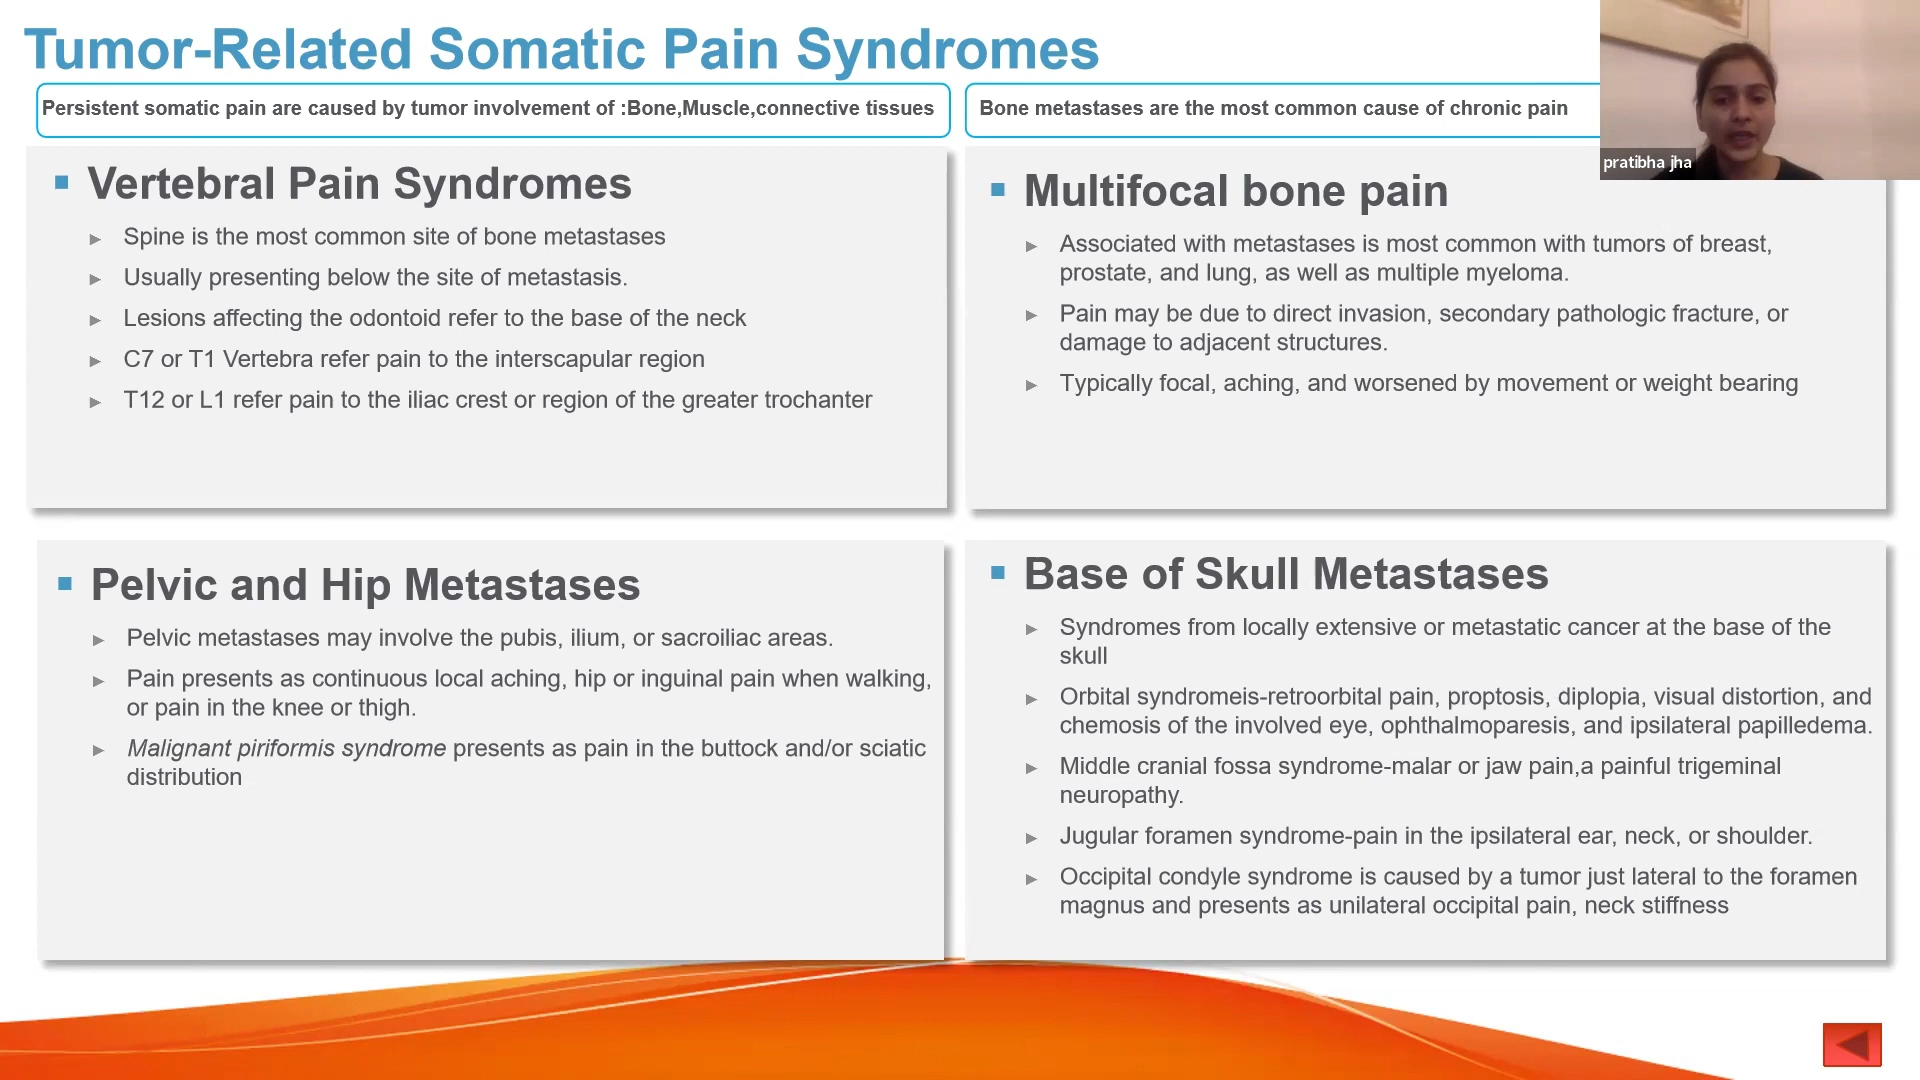 Tumor-Related Somatic Pain Syndromes
Persistent somatic pain are caused by tumor involvement of :Bone,Muscle,connective tissues
Bone metastases are the most common cause of chronic pain
pratibha jha
Vertebral Pain Syndromes
Spine is the most common site of bone metastases
Usually presenting below the site of metastasis.
Lesions affecting the odontoid refer to the base of the neck
C7 or T1 Vertebra refer pain to the interscapular region
T12 or L1 refer pain to the iliac crest or region of the greater trochanter
Multifocal bone pain
Associated with metastases is most common with tumors of breast,
prostate, and lung, as well as multiple myeloma.
Pain may be due to direct invasion, secondary pathologic fracture, or
damage to adjacent structures.
Typically focal, aching, and worsened by movement or weight bearing
Pelvic and Hip Metastases
Pelvic metastases may involve the pubis, ilium, or sacroiliac areas.
Pain presents as continuous local aching, hip or inguinal pain when walking,
or pain in the knee or thigh.
Malignant piriformis syndrome presents as pain in the buttock and/or sciatic
distribution
Base of Skull Metastases
Syndromes from locally extensive or metastatic cancer at the base of the
skull
Orbital syndromeis-retroorbital pain, proptosis, diplopia, visual distortion, and
chemosis of the involved eye, ophthalmoparesis, and ipsilateral papilledema.
Middle cranial fossa syndrome-malar or jaw pain,a painful trigeminal
neuropathy.
Jugular foramen syndrome-pain in the ipsilateral ear, neck, or shoulder.
Occipital condyle syndrome is caused by a tumor just lateral to the foramen
magnus and presents as unilateral occipital pain, neck stiffness